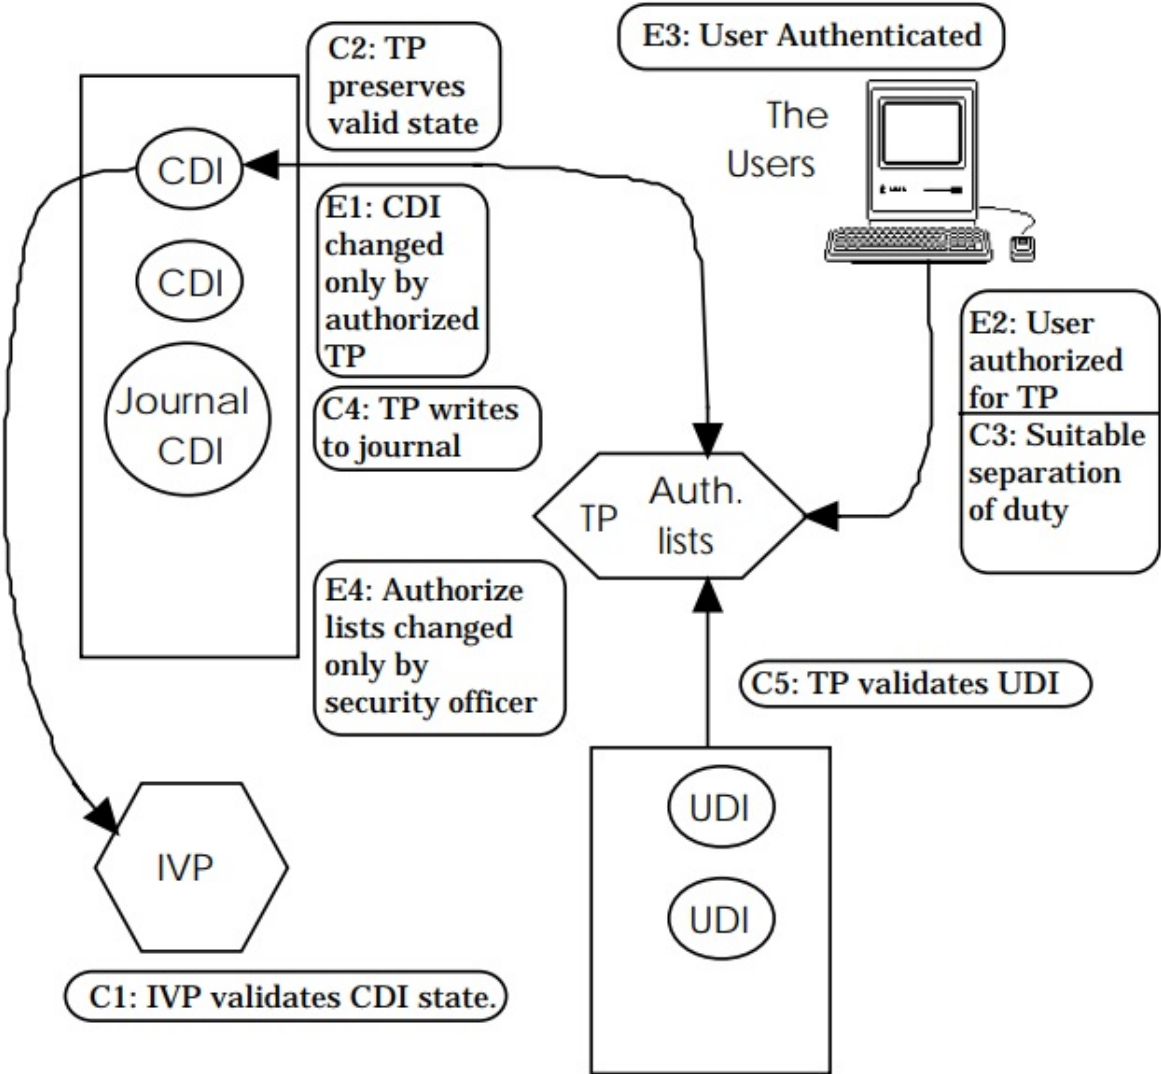 C2: TP
preserves
valid state
E3: User Authenticated
The
Users
CDI
E1: CDI
changed
only by
authorized
TP
CDI
E2: User
authorized
for TP
C3: Suitable
separation
of duty
Journal
CDI
C4: TP writes
to journal
TP
Auth.
lists
E4: Authorize
lists changed
only by
security officer
C5: TP validates UDI
UDI
UDI
IVP
C1: IVP validates CDI state.